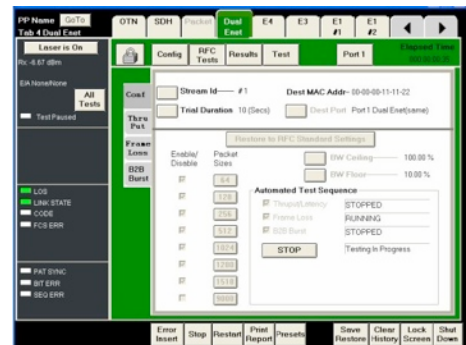 PP Name GoTo
Tab 4 Dual Enet
OTN SDH Packet Dual Enet E4 E3 E1 #1 E1 #2
Laser is On
Rx -6.67 dBm
Config RFC Tests Results Test Port 1 Elapsed Time
E/A None/None
All Tests
Test Paused
Conf
Thru Put
Frame Loss
B2B Burst
Stream Id #1 Dest MAC Addr- 00-00-00-11-11-22
Trial Duration 10 (Secs) Dest Port Port 1 Dual Enet(same)
Restore to RFC Standard Settings
Enable/ Disable Packet Sizes
BW Ceiling 100.00 %
BW Floor 10.00 %
64
128
256
512
1024
1280
1518
9000
Automated Test Sequence
Thruput/Latency STOPPED
Frame Loss RUNNING
B2B Burst STOPPED
STOP Testing In Progress
LOS
LINK STATE
CODE
FCS ERR
PAT SYNC
BIT ERR
SEQ ERR
Error Insert Stop Restart Print Report Presets Save Restore Clear History Lock Screen Shut Down